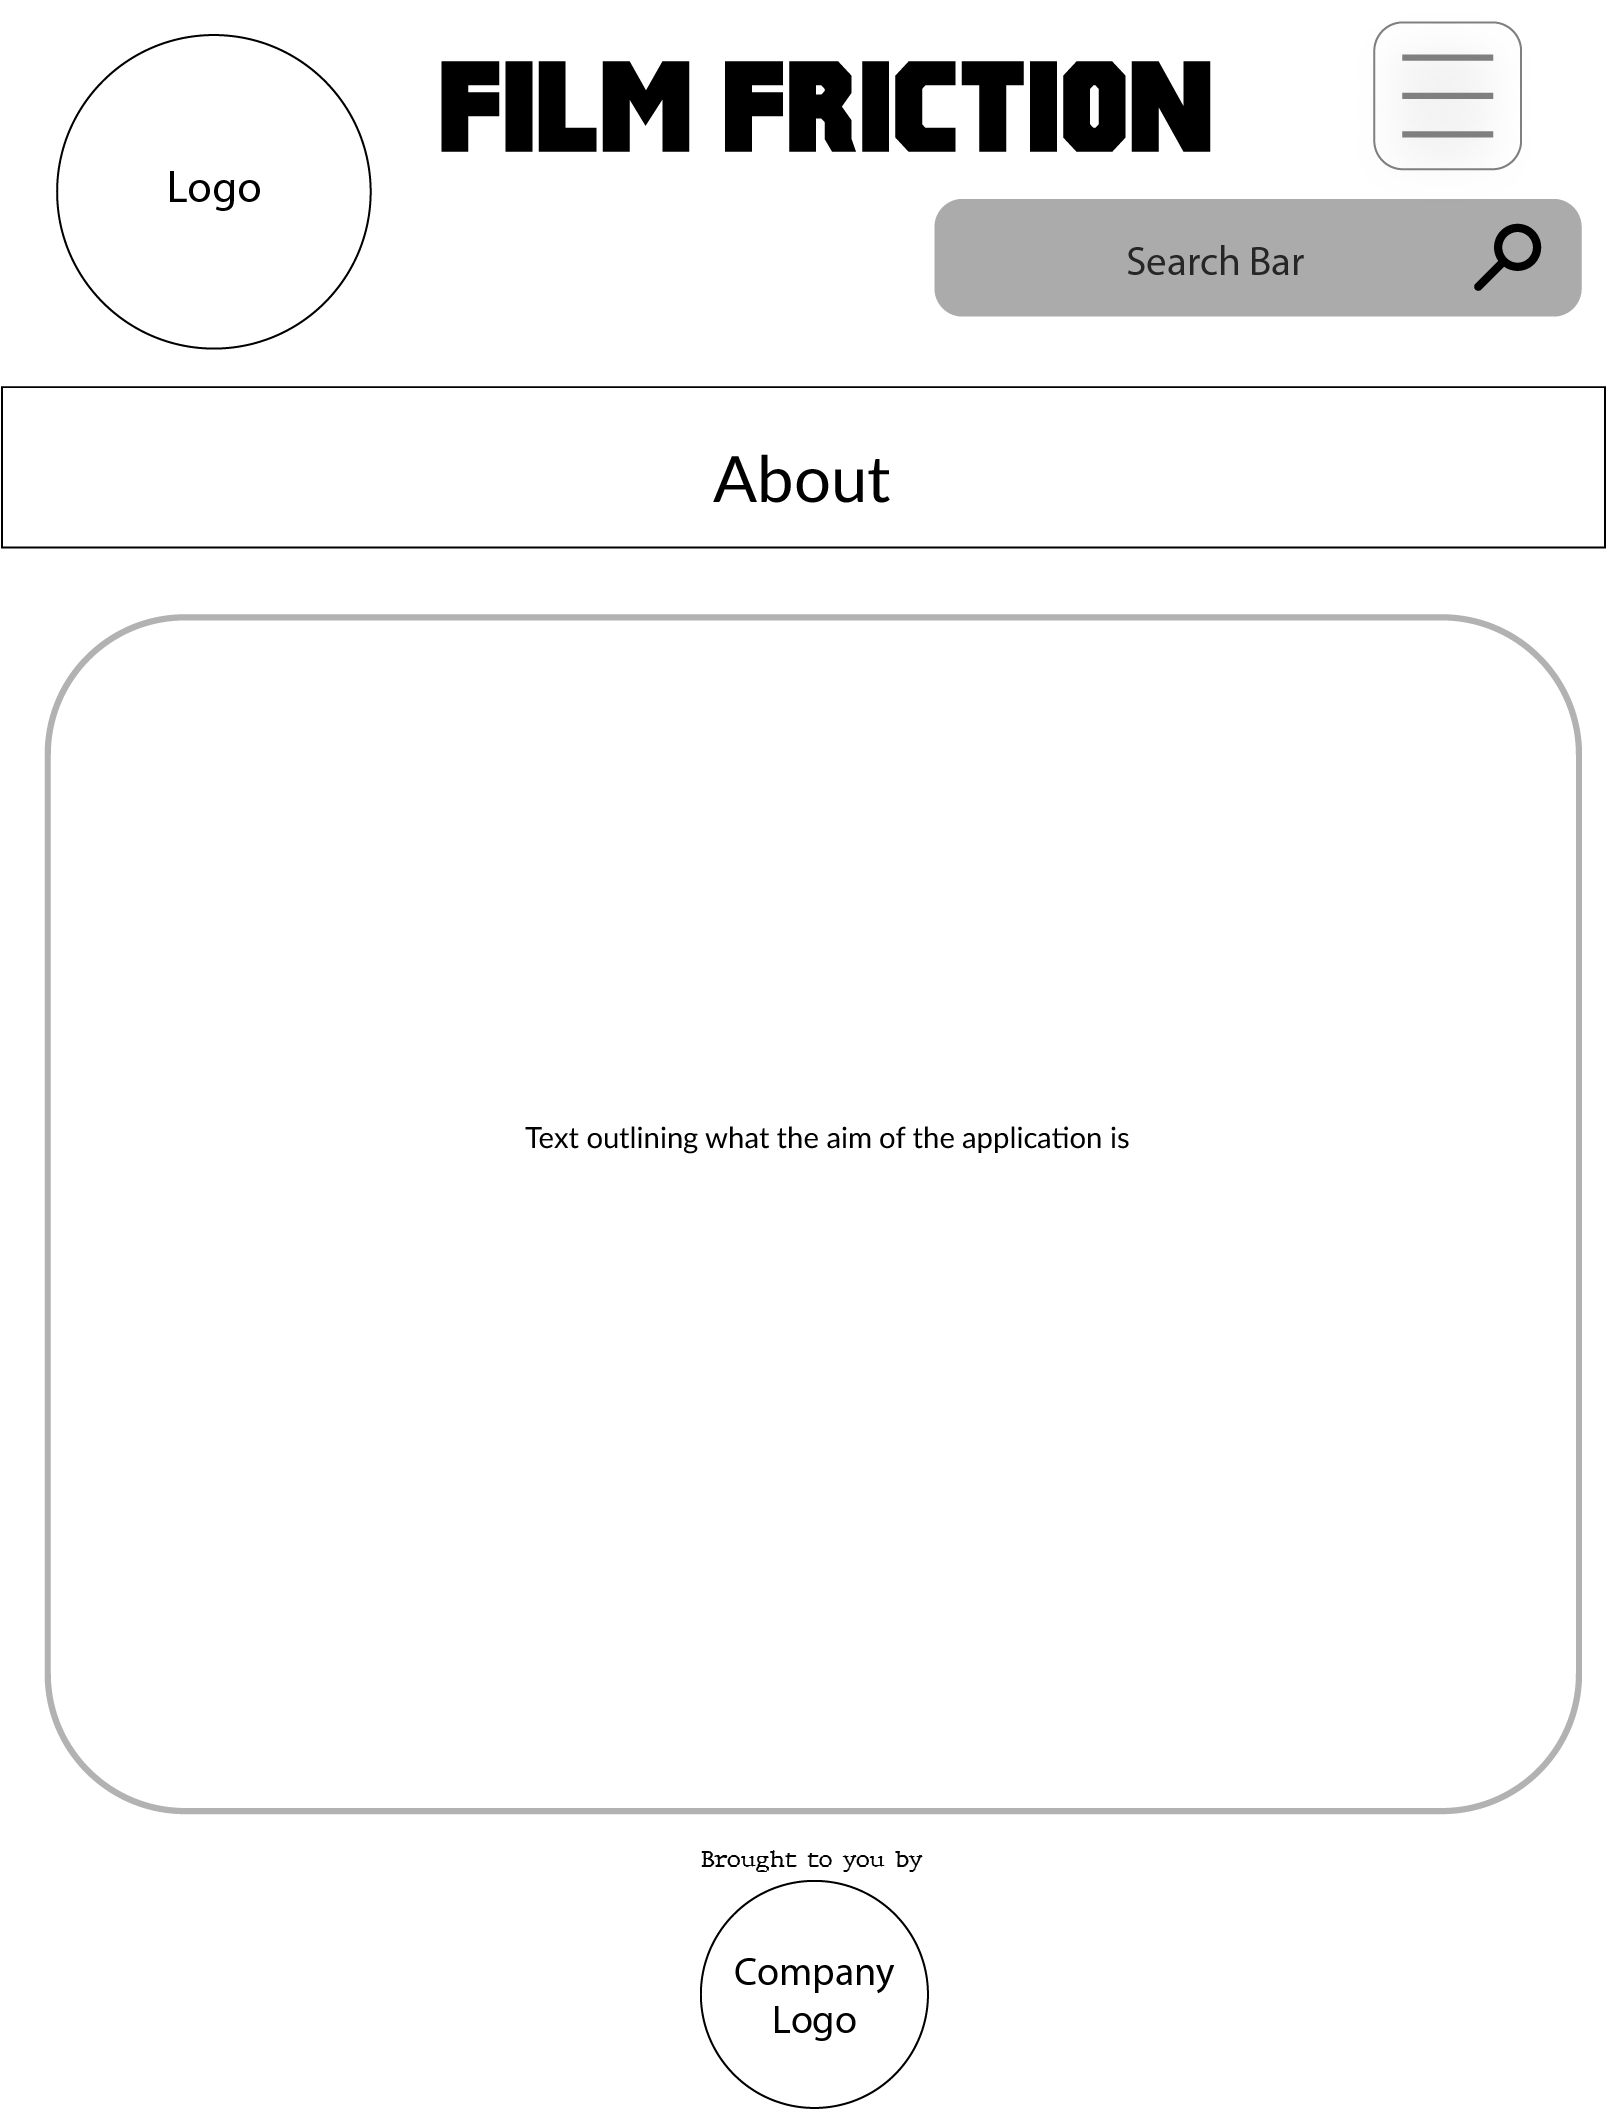 Logo
FILM FRICTION
Search Bar
About
Text outlining what the aim of the application is
Brought to you by
Company
Logo